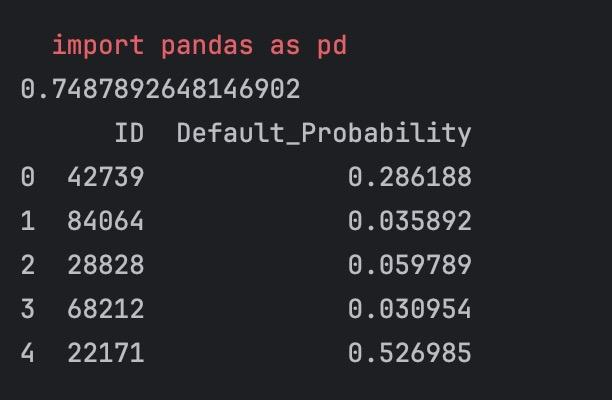 import pandas as pd
0.7487892648146902
ID Default_Probability
0 42739 0.286188
1 84064 0.035892
2 28828 0.059789
3 68212 0.030954
4 22171 0.526985